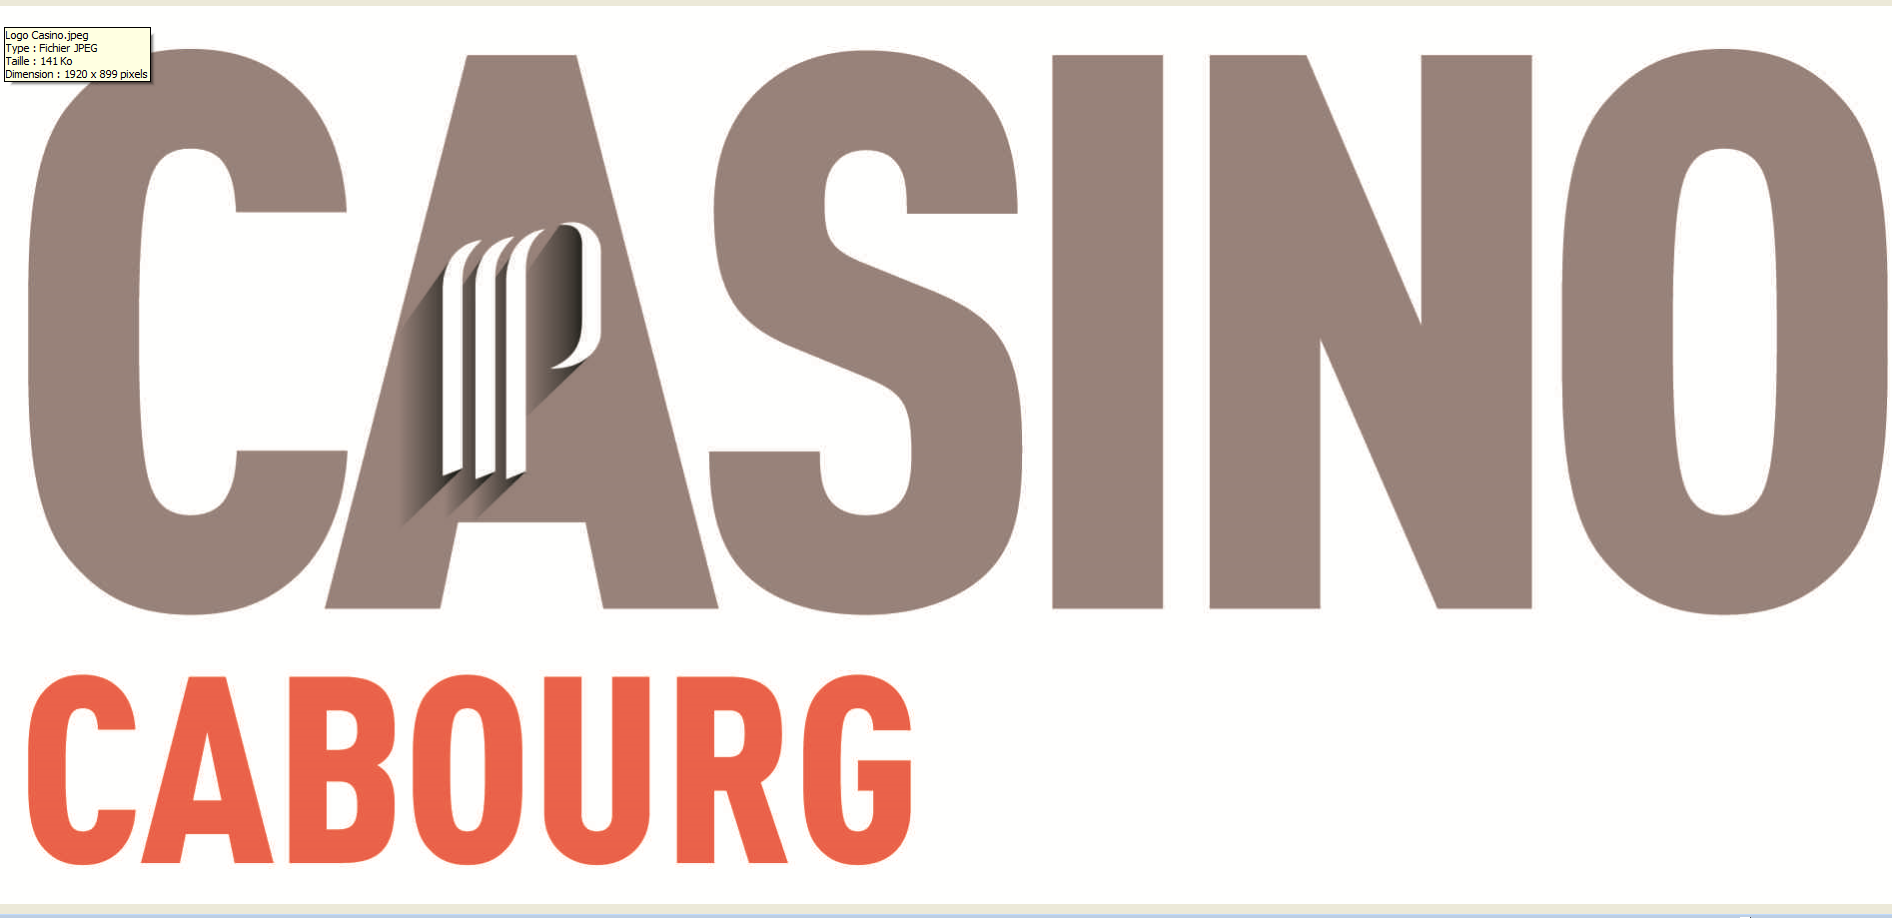 Logo Casino.jpeg
Type : Fichier JPEG
Taille : 141 Ko
Dimension : 1920 x 899 pixels
CASINO
CABOURG